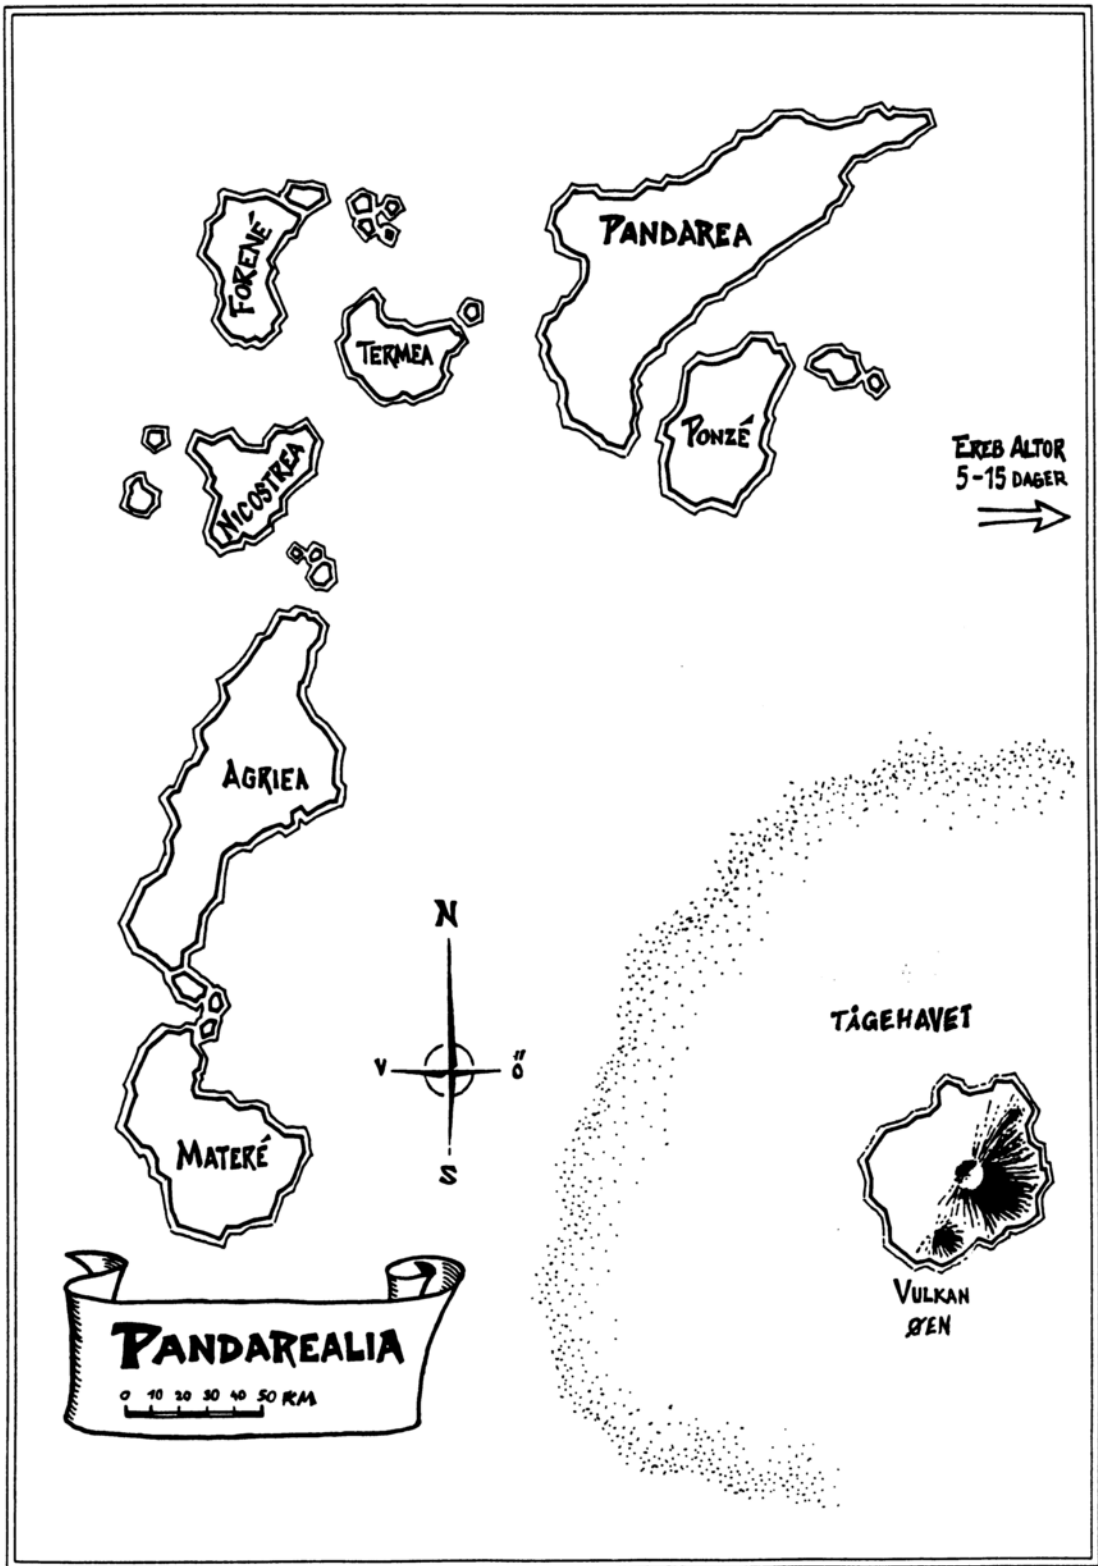 PANDAREA
FORENÉ
TERMEA
PONZÉ
NICOSTREA
EREB ALTOR
5-15 DAGER
AGRIEA
N
V
Ö
S
TÅGEHAVET
MATERÉ
VULKAN
ØEN
PANDAREALIA
0 10 20 30 40 50 KM